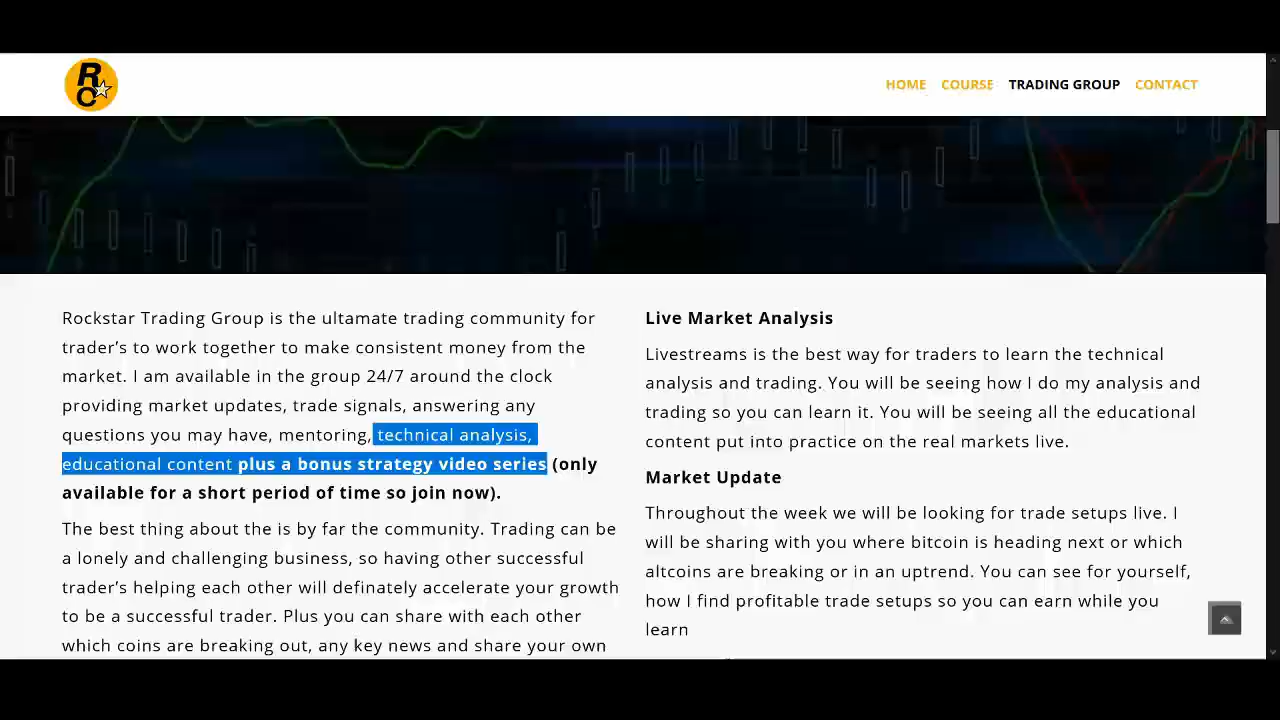 R
C
HOME COURSE TRADING GROUP CONTACT
Rockstar Trading Group is the ultamate trading community for
trader's to work together to make consistent money from the
market. I am available in the group 24/7 around the clock
providing market updates, trade signals, answering any
questions you may have, mentoring, technical analysis,
educational content plus a bonus strategy video series (only
available for a short period of time so join now).
The best thing about the is by far the community. Trading can be
a lonely and challenging business, so having other successful
trader's helping each other will definately accelerate your growth
to be a successful trader. Plus you can share with each other
which coins are breaking out, any key news and share your own
Live Market Analysis
Livestreams is the best way for traders to learn the technical
analysis and trading. You will be seeing how I do my analysis and
trading so you can learn it. You will be seeing all the educational
content put into practice on the real markets live.
Market Update
Throughout the week we will be looking for trade setups live. I
will be sharing with you where bitcoin is heading next or which
altcoins are breaking or in an uptrend. You can see for yourself,
how I find profitable trade setups so you can earn while you
learn